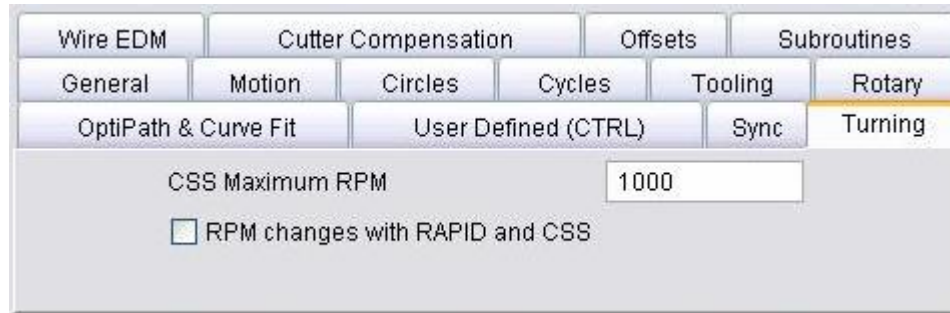 Wire EDM Cutter Compensation Offsets Subroutines
General Motion Circles Cycles Tooling Rotary
OptiPath & Curve Fit User Defined (CTRL) Sync Turning
CSS Maximum RPM 1000
RPM changes with RAPID and CSS